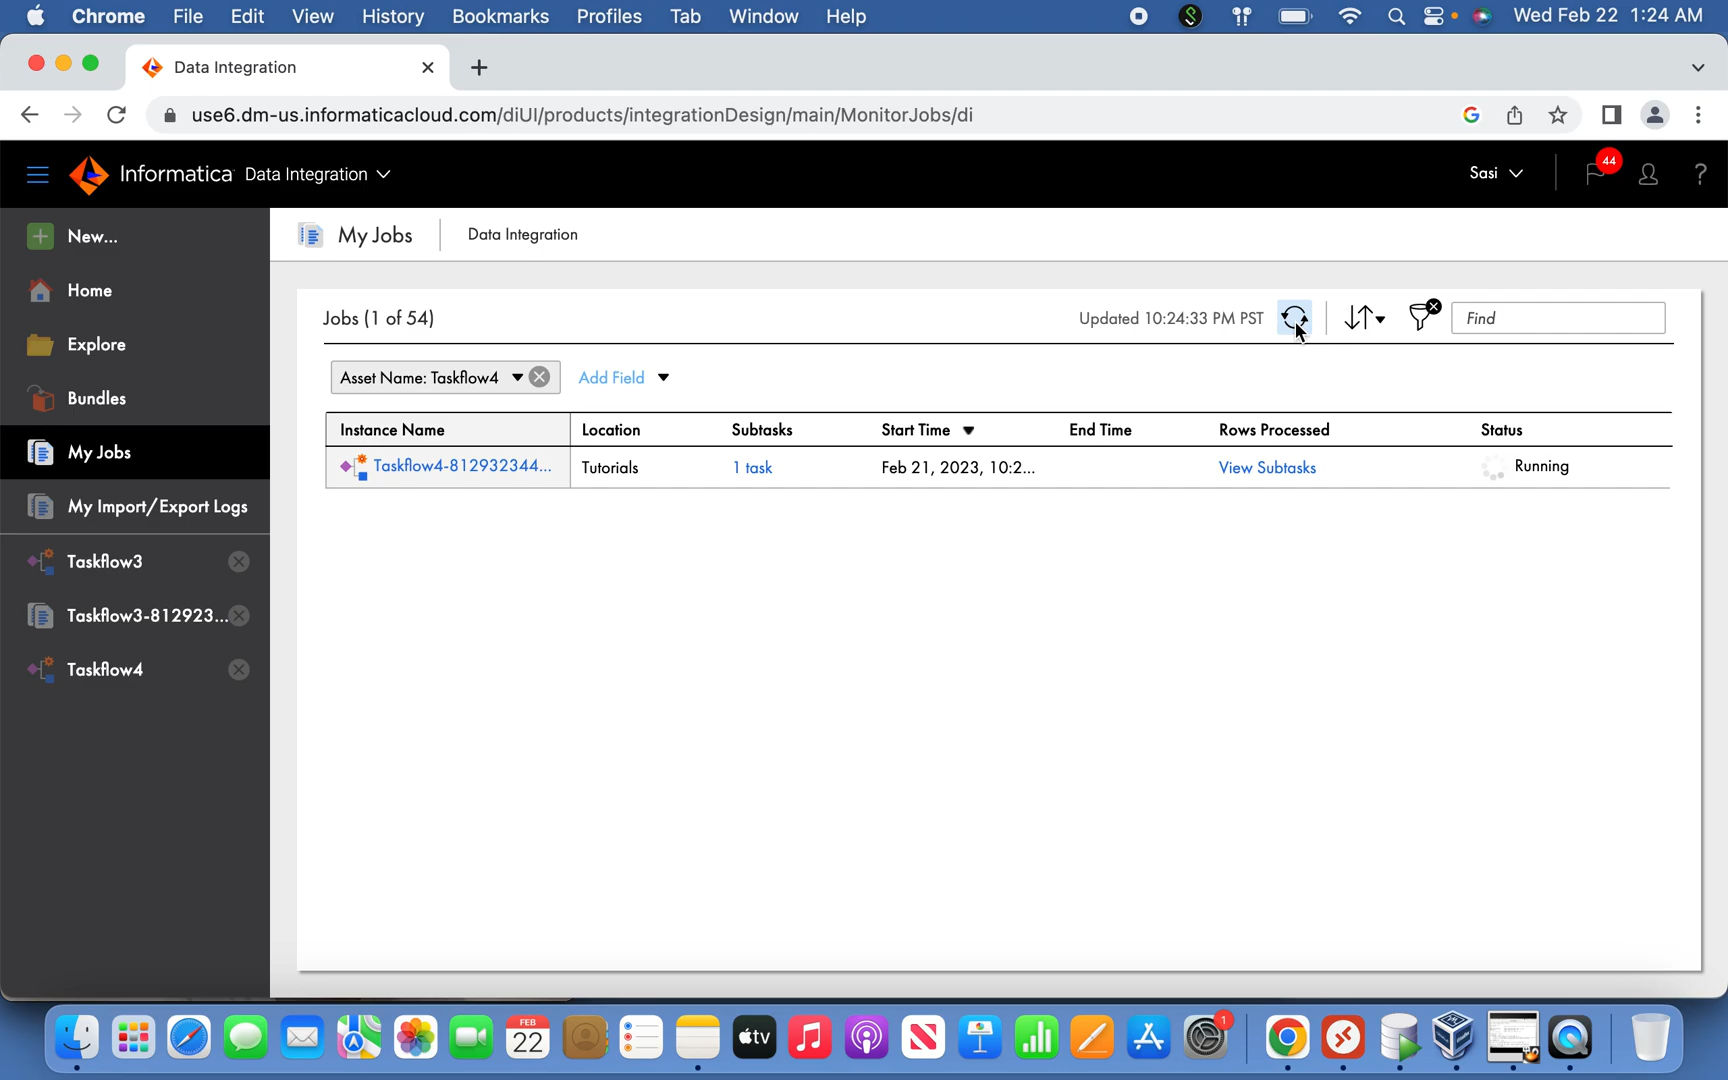 Chrome File Edit View History Bookmarks Profiles Tab Window Help Wed Feb 22 1:24 AM
Data Integration
use6.dm-us.informaticacloud.com/diUI/products/integrationDesign/main/MonitorJobs/di
Informatica Data Integration Sasi 44 ?
New...
Home
Explore
Bundles
My Jobs
My Import/Export Logs
Taskflow3
Taskflow3-812923...
Taskflow4
My Jobs Data Integration
Jobs (1 of 54) Updated 10:24:33 PM PST Find
Asset Name: Taskflow4 Add Field
Instance Name Location Subtasks Start Time End Time Rows Processed Status
Taskflow4-812932344... Tutorials 1 task Feb 21, 2023, 10:2... View Subtasks Running
FEB
22
tv
1